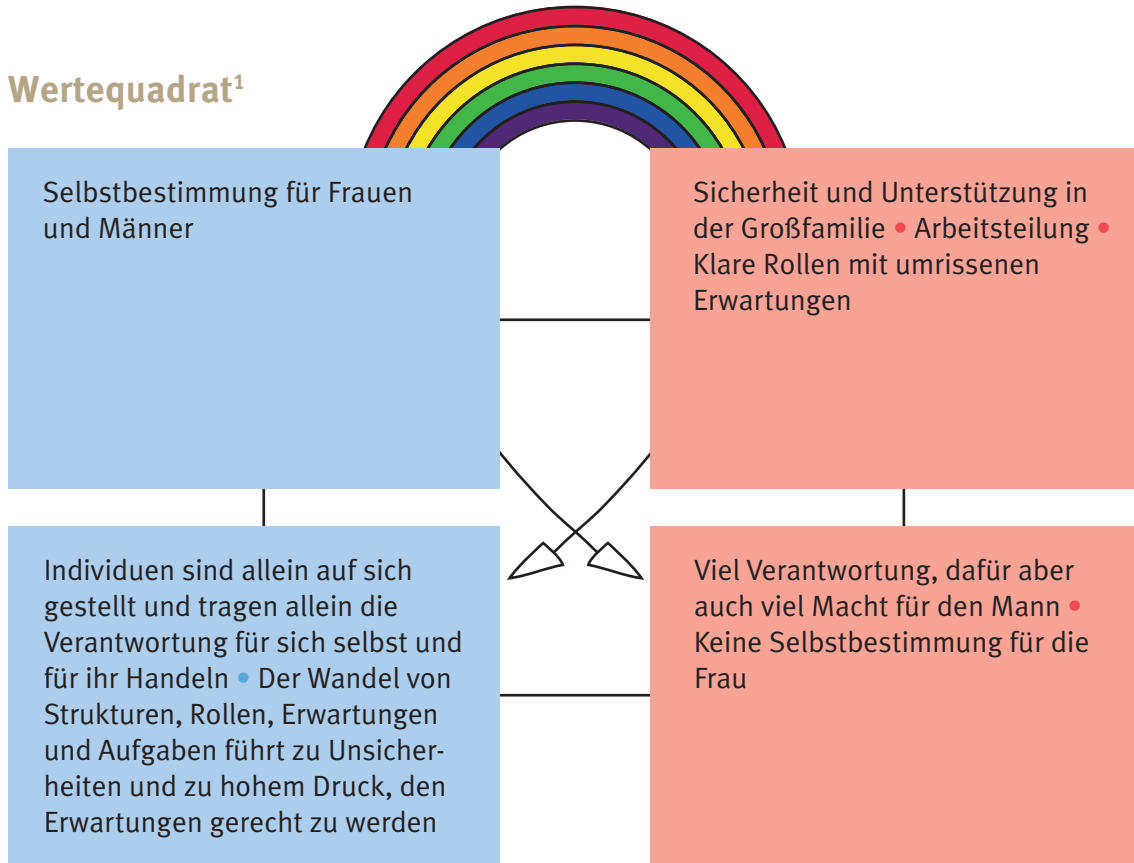 Wertequadrat¹
Selbstbestimmung für Frauen
und Männer
Sicherheit und Unterstützung in
der Großfamilie • Arbeitsteilung •
Klare Rollen mit umrissenen
Erwartungen
Individuen sind allein auf sich
gestellt und tragen allein die
Verantwortung für sich selbst und
für ihr Handeln • Der Wandel von
Strukturen, Rollen, Erwartungen
und Aufgaben führt zu Unsicher-
heiten und zu hohem Druck, den
Erwartungen gerecht zu werden
Viel Verantwortung, dafür aber
auch viel Macht für den Mann •
Keine Selbstbestimmung für die
Frau